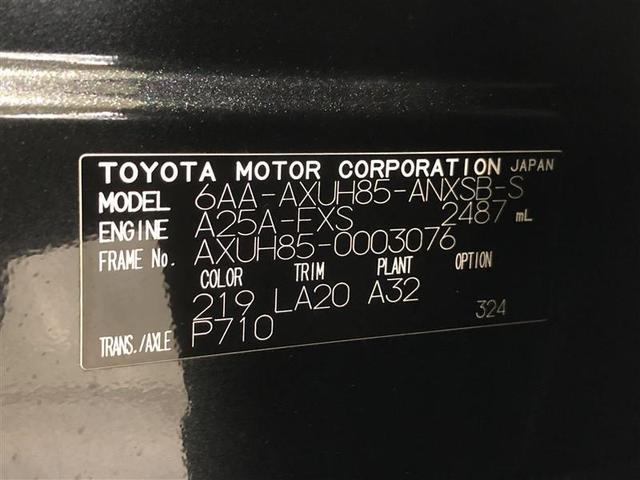 TOYOTA MOTOR CORPORATION JAPAN
MODEL 6AA-AXUH85-ANXSB-S
ENGINE A25A-FXS 2487 mL
FRAME No. AXUH85-0003076
COLOR TRIM PLANT OPTION
219 LA20 A32
324
TRANS./AXLE P710